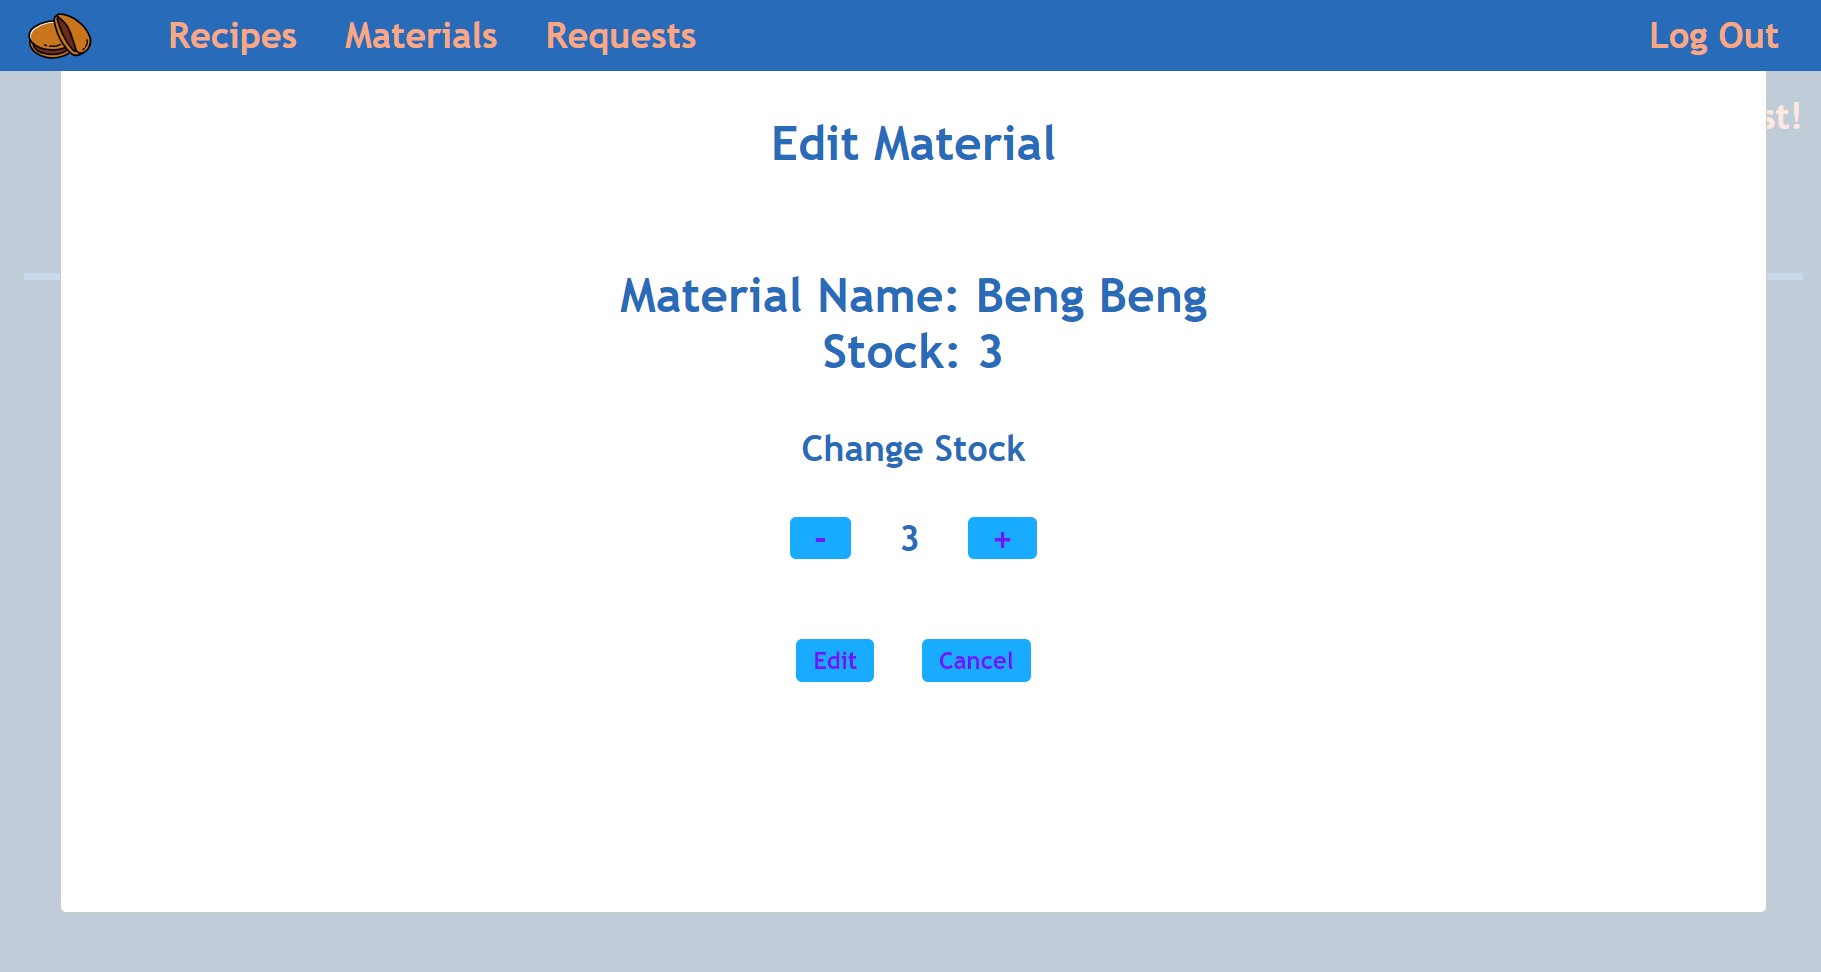 Recipes Materials Requests Log Out
st!
Edit Material
Material Name: Beng Beng
Stock: 3
Change Stock
- 3 +
Edit Cancel